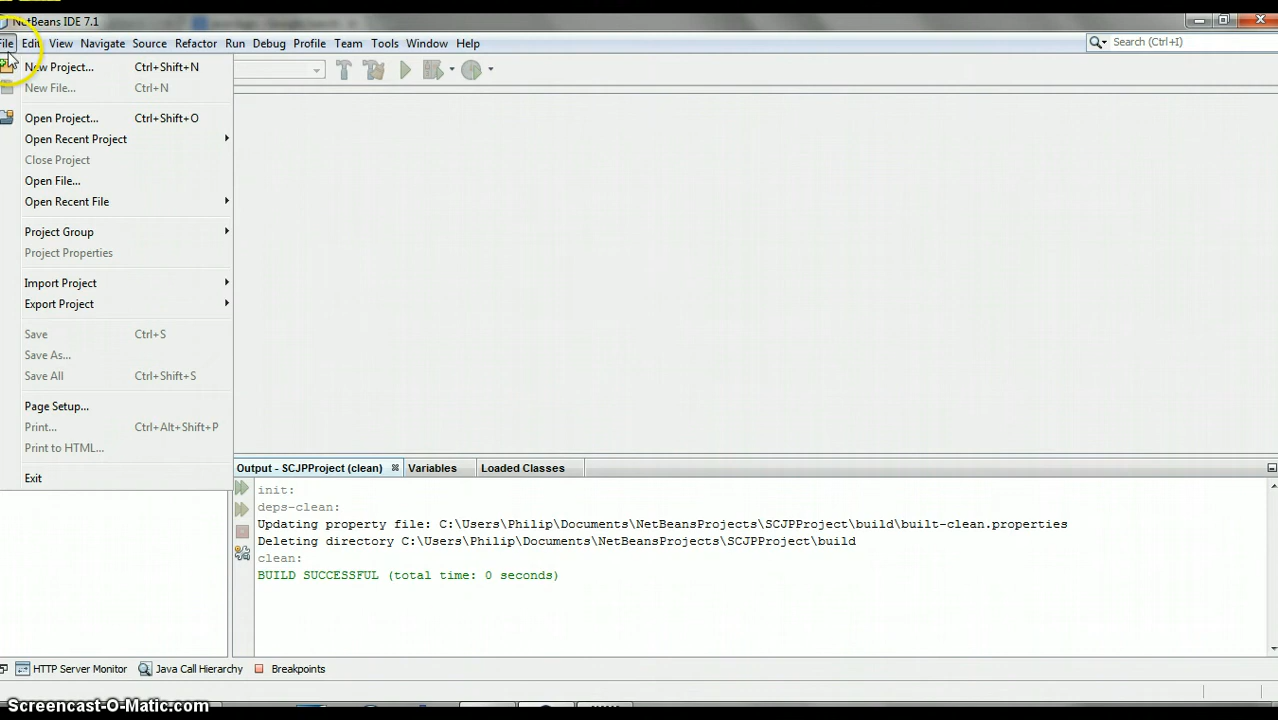 NetBeans IDE 7.1
File Edit View Navigate Source Refactor Run Debug Profile Team Tools Window Help
Search (Ctrl+I)
New Project... Ctrl+Shift+N
New File... Ctrl+N
Open Project... Ctrl+Shift+O
Open Recent Project
Close Project
Open File...
Open Recent File
Project Group
Project Properties
Import Project
Export Project
Save Ctrl+S
Save As...
Save All Ctrl+Shift+S
Page Setup...
Print... Ctrl+Alt+Shift+P
Print to HTML...
Exit
Output - SCJPProject (clean) Variables Loaded Classes
init:
deps-clean:
Updating property file: C:\Users\Philip\Documents\NetBeansProjects\SCJPProject\build\built-clean.properties
Deleting directory C:\Users\Philip\Documents\NetBeansProjects\SCJPProject\build
clean:
BUILD SUCCESSFUL (total time: 0 seconds)
HTTP Server Monitor Java Call Hierarchy Breakpoints
Screencast-O-Matic.com